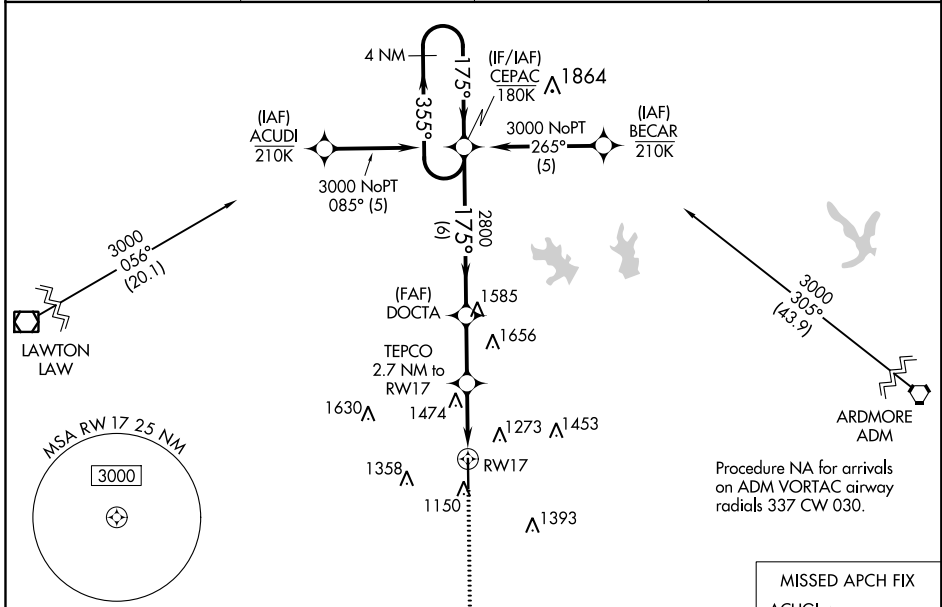 4 NM
175°
355°
(IF/IAF)
CEPAC
180K
1864
(IAF)
ACUDI
210K
3000 NoPT
265°
(5)
(IAF)
BECAR
210K
3000 NoPT
085° (5)
2800
175°
(6)
3000
056°
(20.1)
LAWTON
LAW
3000
305°
(43.9)
ARDMORE
ADM
(FAF)
DOCTA
1585
1656
TEPCO
2.7 NM to
RW17
1630
1474
1273
1453
RW17
1358
1150
1393
MSA RW 17 25 NM
3000
Procedure NA for arrivals
on ADM VORTAC airway
radials 337 CW 030.
MISSED APCH FIX